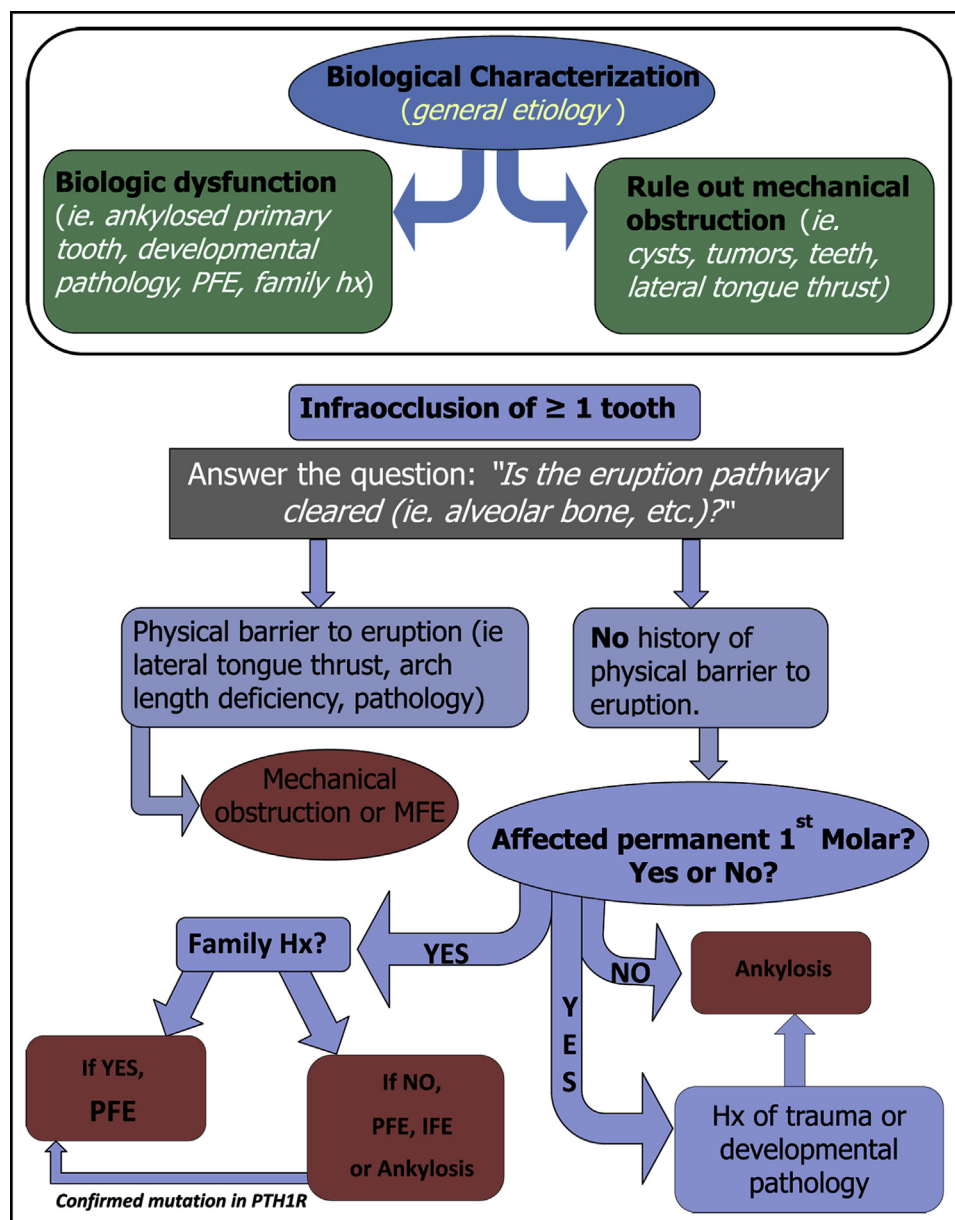 Biological Characterization
(general etiology )
Biologic dysfunction
(ie. ankylosed primary
tooth, developmental
pathology, PFE, family hx)
Rule out mechanical
obstruction (ie.
cysts, tumors, teeth,
lateral tongue thrust)
Infraocclusion of ≥ 1 tooth
Answer the question: "Is the eruption pathway
cleared (ie. alveolar bone, etc.)?"
Physical barrier to eruption (ie
lateral tongue thrust, arch
length deficiency, pathology)
No history of
physical barrier to
eruption.
Mechanical
obstruction or MFE
Affected permanent 1st Molar?
Yes or No?
Family Hx?
YES
YES
NO
Ankylosis
If YES,
PFE
If NO,
PFE, IFE
or Ankylosis
Hx of trauma or
developmental
pathology
Confirmed mutation in PTH1R